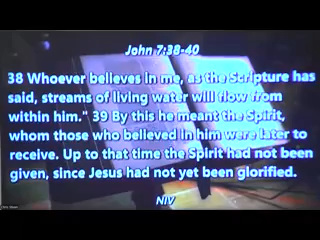 John 7:38-40
38 Whoever believes in me, as the Scripture has
said, streams of living water will flow from
within him." 39 By this he meant the Spirit,
whom those who believed in him were later to
receive. Up to that time the Spirit had not been
given, since Jesus had not yet been glorified.
NIV